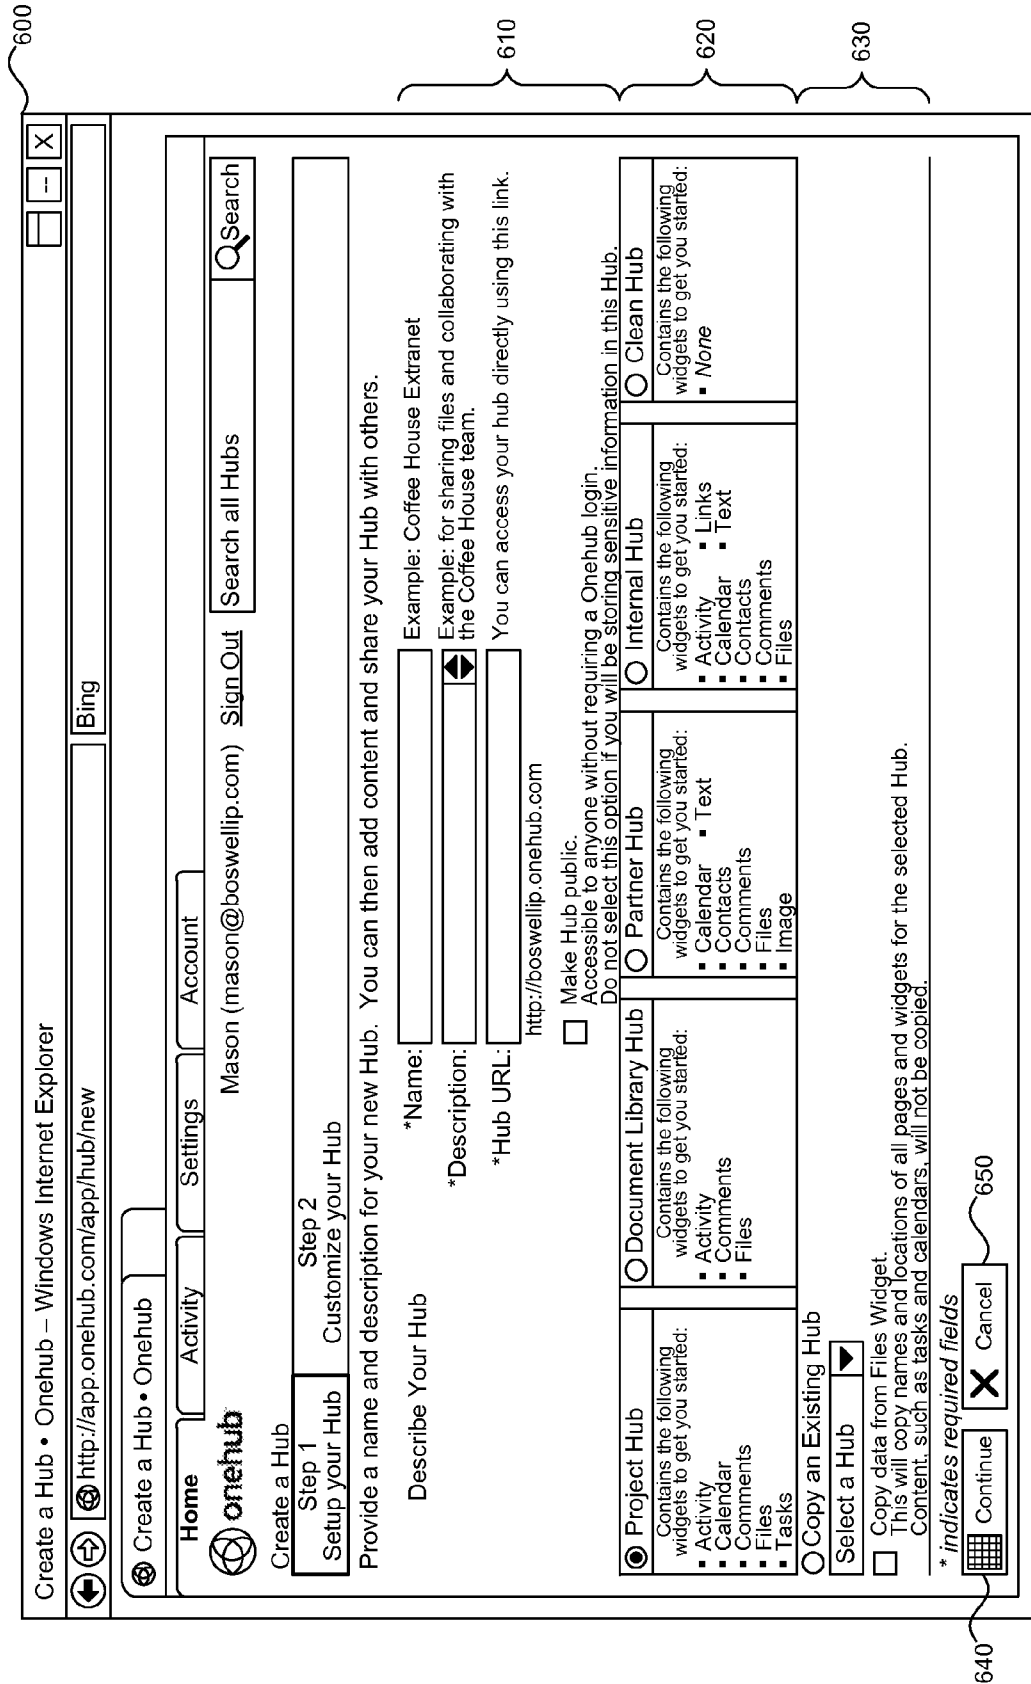 600
Create a Hub • Onehub – Windows Internet Explorer
-- X
http://app.onehub.com/app/hub/new
Bing
Create a Hub • Onehub
Home Activity Settings Account
onehub
Mason (mason@boswellip.com) Sign Out Search all Hubs Search
Create a Hub
Step 1
Setup your Hub
Step 2
Customize your Hub
Provide a name and description for your new Hub. You can then add content and share your Hub with others.
Describe Your Hub
*Name: Example: Coffee House Extranet
*Description: Example: for sharing files and collaborating with
the Coffee House team.
*Hub URL: You can access your hub directly using this link.
http://boswellip.onehub.com
Make Hub public.
Accessible to anyone without requiring a Onehub login.
Do not select this option if you will be storing sensitive information in this Hub.
610
Project Hub
Contains the following
widgets to get you started:
▪ Activity
▪ Calendar
▪ Comments
▪ Files
▪ Tasks
Document Library Hub
Contains the following
widgets to get you started:
▪ Activity
▪ Comments
▪ Files
Partner Hub
Contains the following
widgets to get you started:
▪ Calendar ▪ Text
▪ Contacts
▪ Comments
▪ Files
▪ Image
Internal Hub
Contains the following
widgets to get you started:
▪ Activity ▪ Links
▪ Calendar ▪ Text
▪ Contacts
▪ Comments
▪ Files
Clean Hub
Contains the following
widgets to get you started:
▪ None
620
Copy an Existing Hub
Select a Hub
Copy data from Files Widget.
This will copy names and locations of all pages and widgets for the selected Hub.
Content, such as tasks and calendars, will not be copied.
630
* indicates required fields
Continue X Cancel
640
650